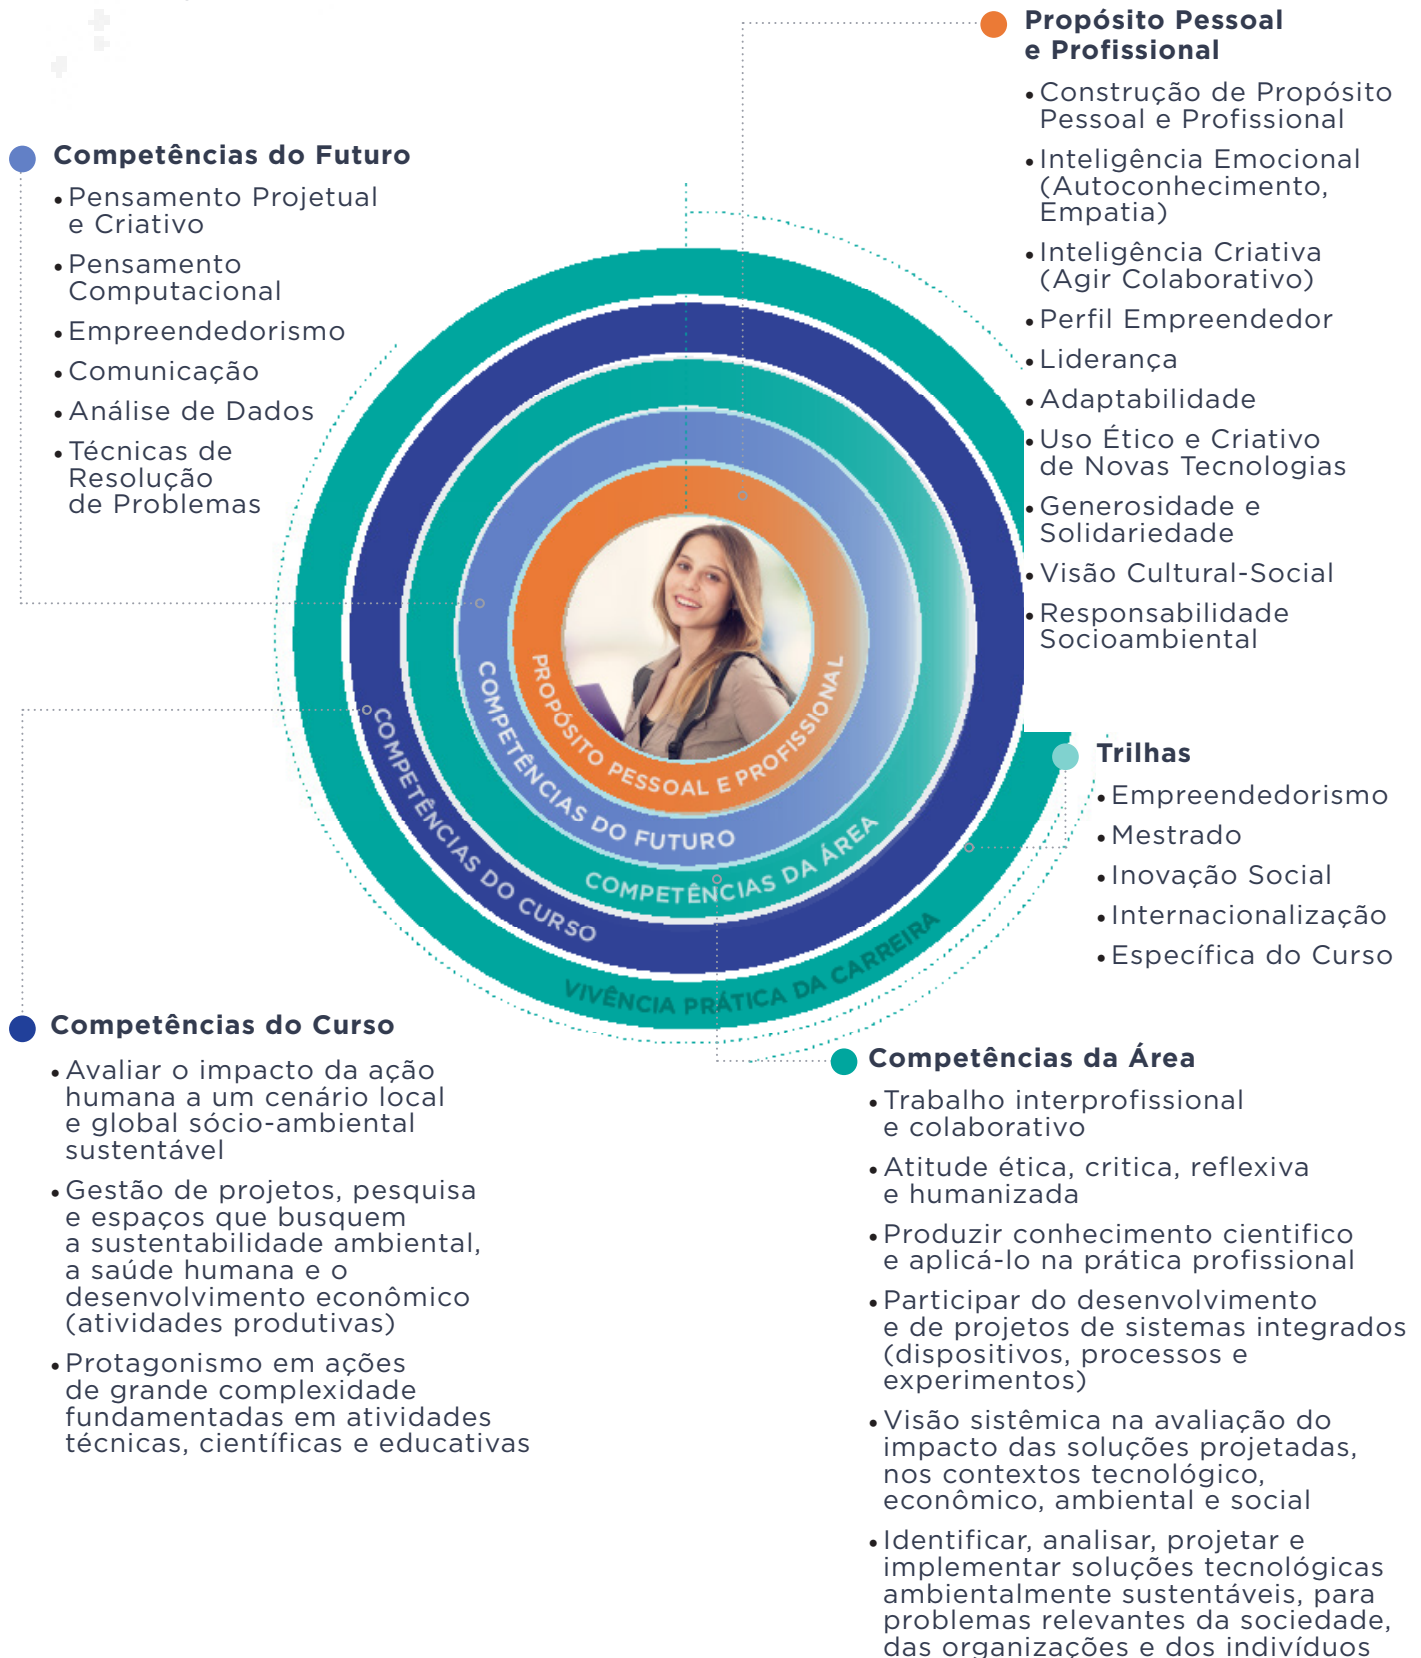 Propósito Pessoal
e Profissional
• Construção de Propósito
Pessoal e Profissional
• Inteligência Emocional
(Autoconhecimento,
Empatia)
• Inteligência Criativa
(Agir Colaborativo)
• Perfil Empreendedor
• Liderança
• Adaptabilidade
• Uso Ético e Criativo
de Novas Tecnologias
• Generosidade e
Solidariedade
• Visão Cultural-Social
• Responsabilidade
Socioambiental
Competências do Futuro
• Pensamento Projetual
e Criativo
• Pensamento
Computacional
• Empreendedorismo
• Comunicação
• Análise de Dados
• Técnicas de
Resolução
de Problemas
PROPÓSITO PESSOAL E PROFISSIONAL
COMPETÊNCIAS DO FUTURO
COMPETÊNCIAS DA ÁREA
COMPETÊNCIAS DO CURSO
VIVÊNCIA PRÁTICA DA CARREIRA
Trilhas
• Empreendedorismo
• Mestrado
• Inovação Social
• Internacionalização
• Específica do Curso
Competências do Curso
• Avaliar o impacto da ação
humana a um cenário local
e global sócio-ambiental
sustentável
• Gestão de projetos, pesquisa
e espaços que busquem
a sustentabilidade ambiental,
a saúde humana e o
desenvolvimento econômico
(atividades produtivas)
• Protagonismo em ações
de grande complexidade
fundamentadas em atividades
técnicas, científicas e educativas
Competências da Área
• Trabalho interprofissional
e colaborativo
• Atitude ética, critica, reflexiva
e humanizada
• Produzir conhecimento cientifico
e aplicá-lo na prática profissional
• Participar do desenvolvimento
e de projetos de sistemas integrados
(dispositivos, processos e
experimentos)
• Visão sistêmica na avaliação do
impacto das soluções projetadas,
nos contextos tecnológico,
econômico, ambiental e social
• Identificar, analisar, projetar e
implementar soluções tecnológicas
ambientalmente sustentáveis, para
problemas relevantes da sociedade,
das organizações e dos indivíduos